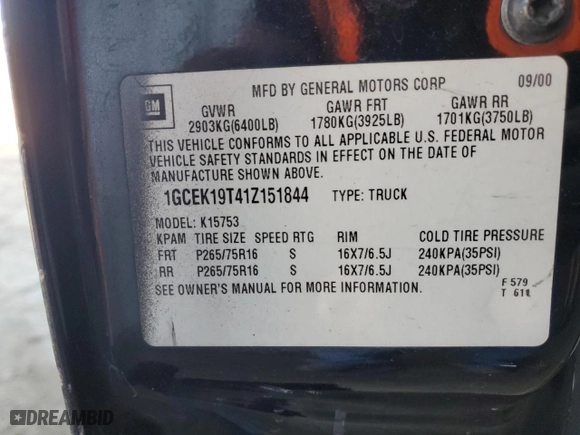 MFD BY GENERAL MOTORS CORP 09/00
GM
GVWR GAWR FRT GAWR RR
2903KG(6400LB) 1780KG(3925LB) 1701KG(3750LB)
THIS VEHICLE CONFORMS TO ALL APPLICABLE U.S. FEDERAL MOTOR
VEHICLE SAFETY STANDARDS IN EFFECT ON THE DATE OF
MANUFACTURE SHOWN ABOVE.
1GCEK19T41Z151844 TYPE: TRUCK
MODEL: K15753
KPAM TIRE SIZE SPEED RTG RIM COLD TIRE PRESSURE
FRT P265/75R16 S 16X7/6.5J 240KPA(35PSI)
RR P265/75R16 S 16X7/6.5J 240KPA(35PSI)
SEE OWNER'S MANUAL FOR MORE INFORMATION.
F 579
T 611
DREAMBID